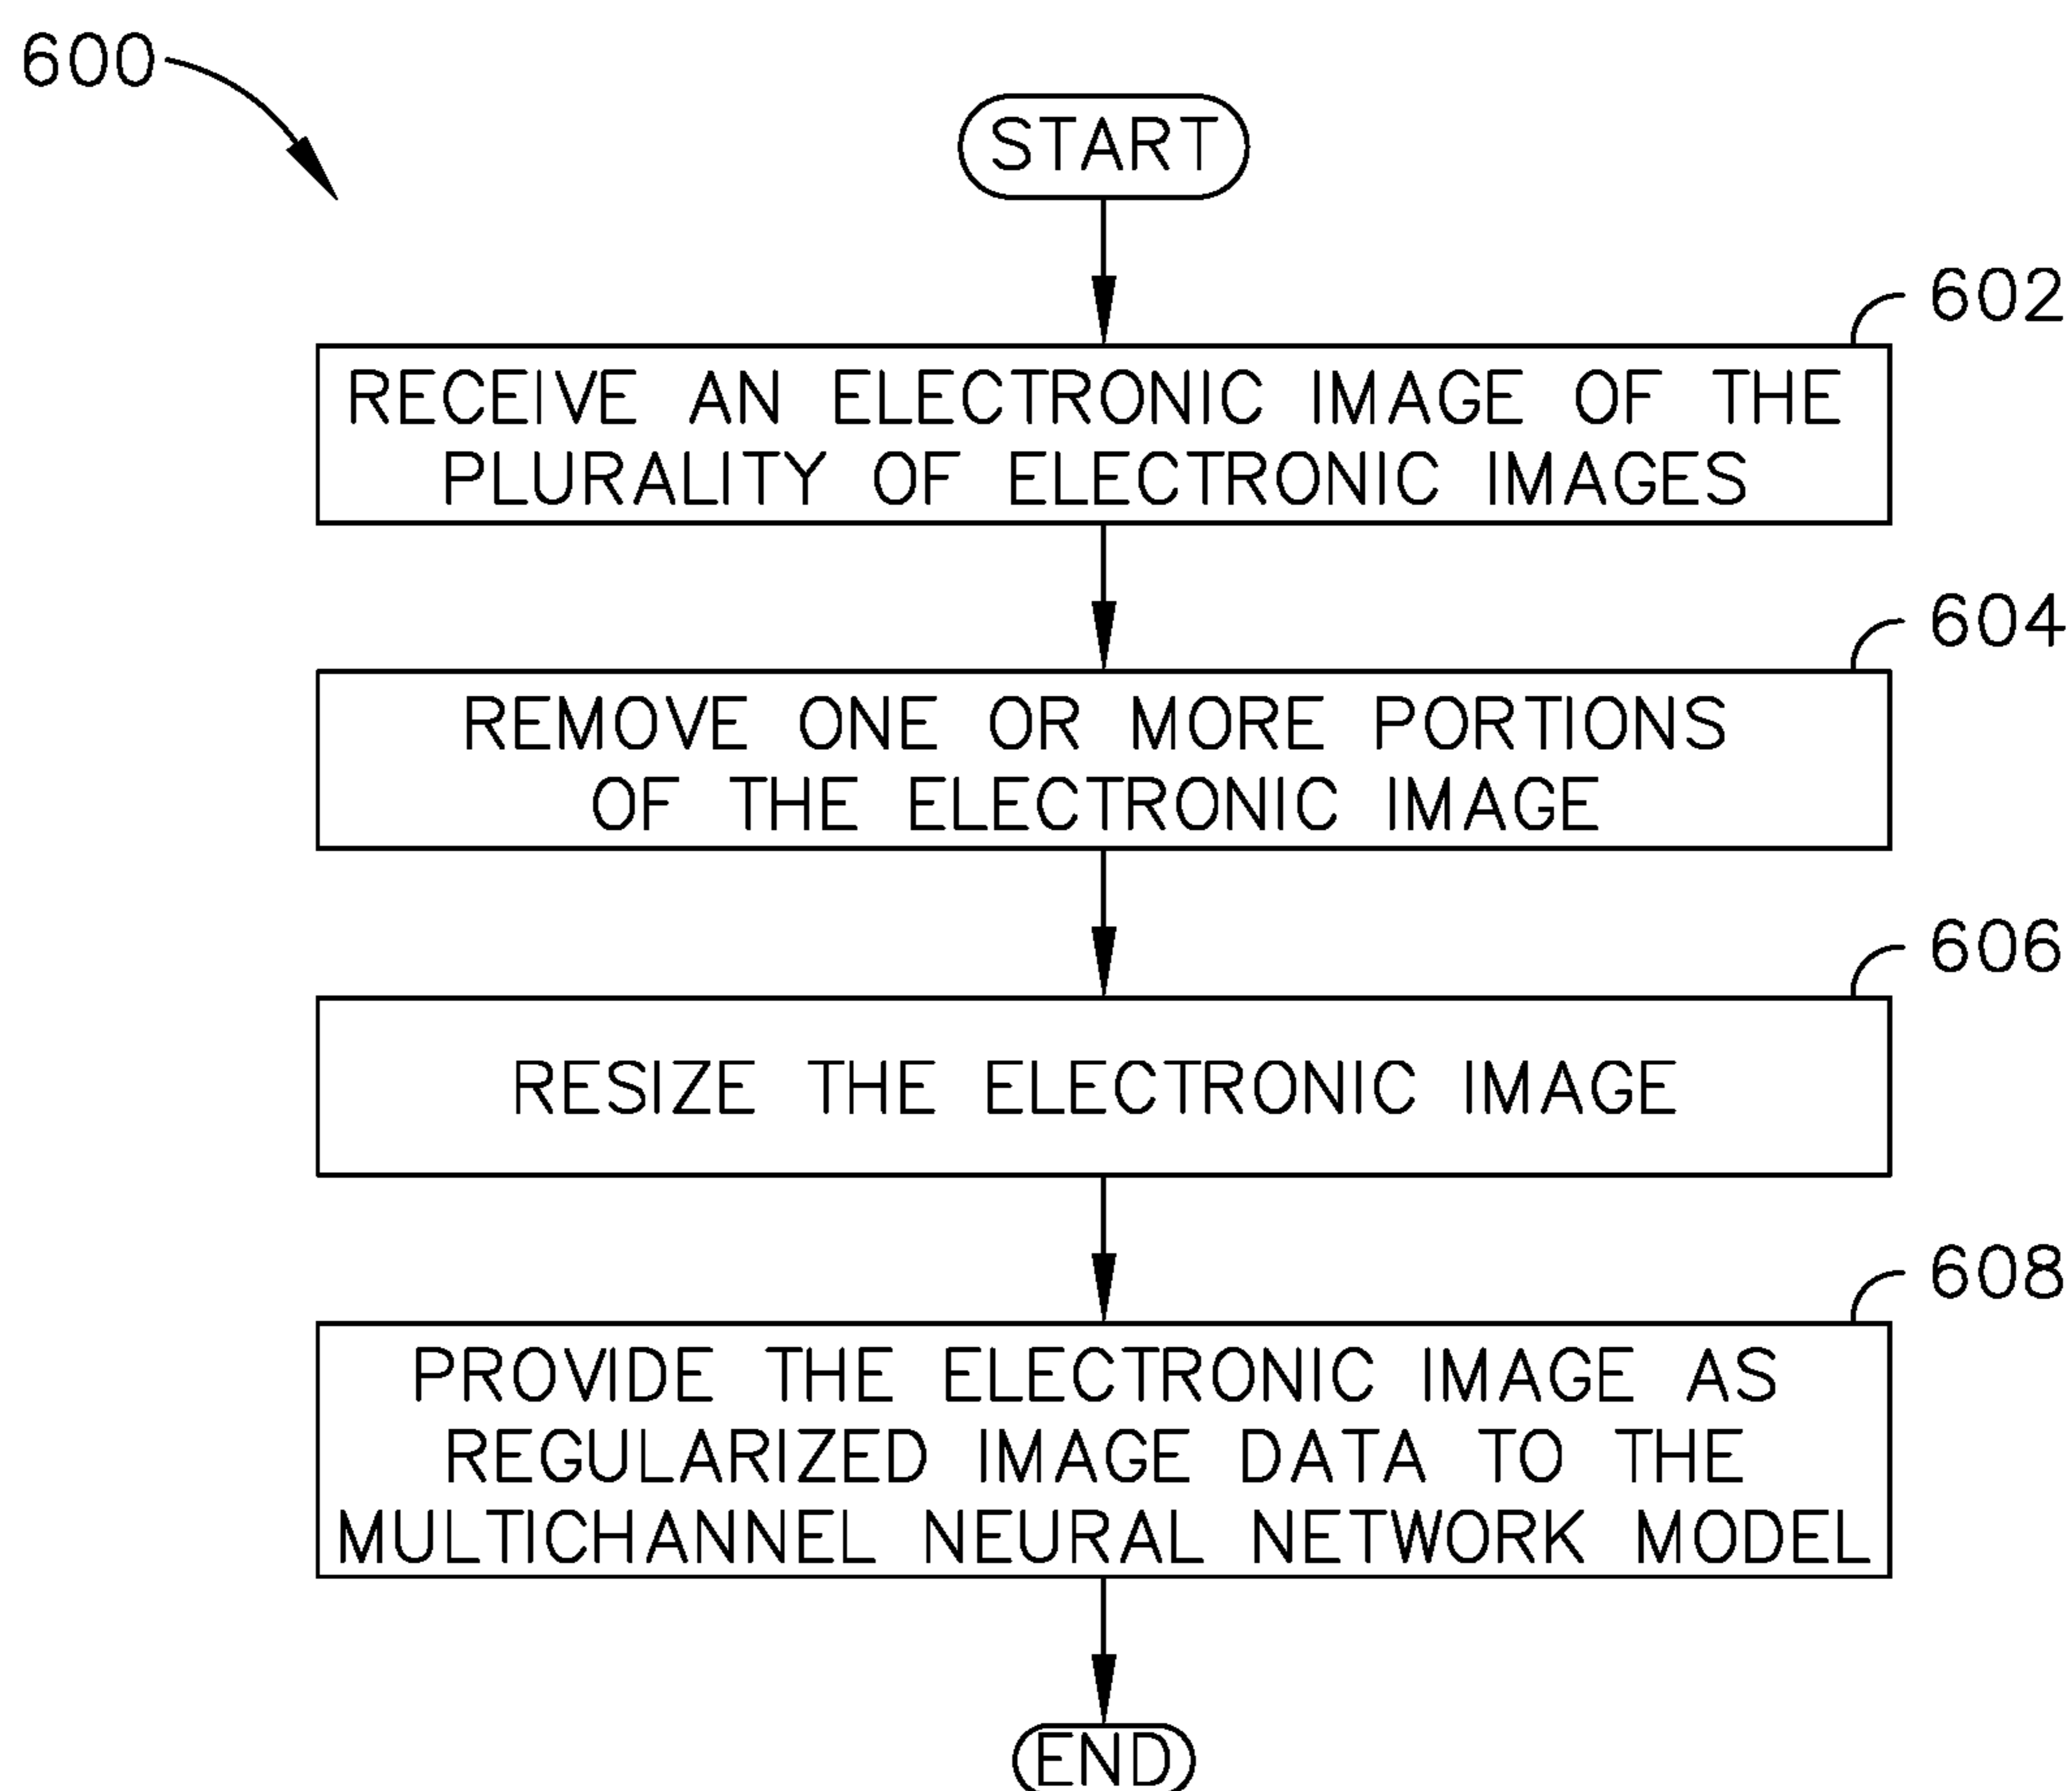 600
START
602
RECEIVE AN ELECTRONIC IMAGE OF THE
PLURALITY OF ELECTRONIC IMAGES
604
REMOVE ONE OR MORE PORTIONS
OF THE ELECTRONIC IMAGE
606
RESIZE THE ELECTRONIC IMAGE
608
PROVIDE THE ELECTRONIC IMAGE AS
REGULARIZED IMAGE DATA TO THE
MULTICHANNEL NEURAL NETWORK MODEL
END